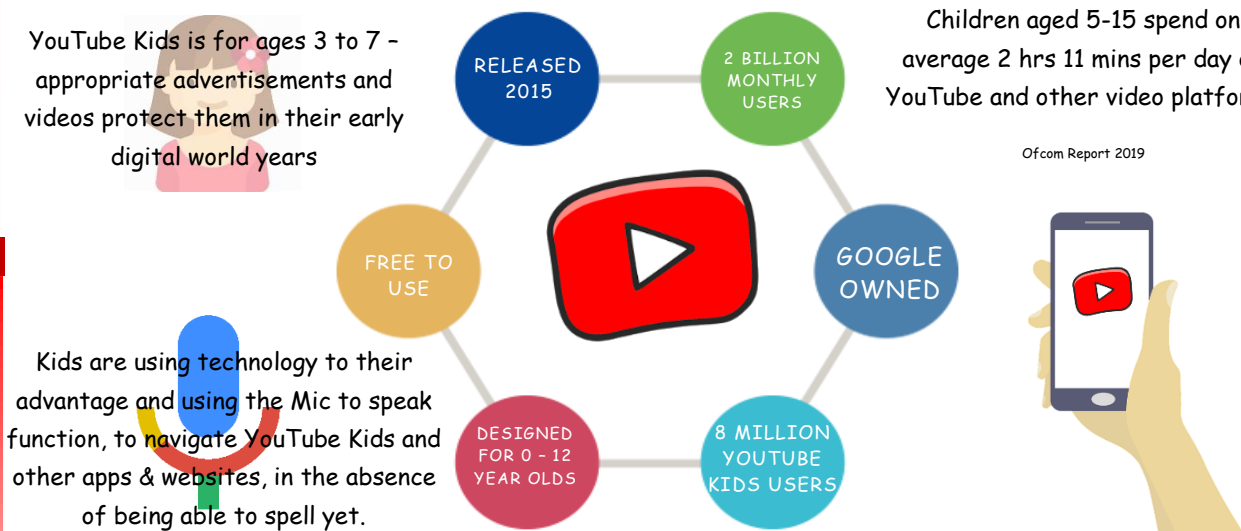 YouTube Kids is for ages 3 to 7 –
appropriate advertisements and
videos protect them in their early
digital world years
RELEASED
2015
2 BILLION
MONTHLY
USERS
Children aged 5-15 spend on
average 2 hrs 11 mins per day
YouTube and other video
Ofcom Report 2019
FREE TO
USE
GOOGLE
OWNED
Kids are using technology to their
advantage and using the Mic to speak
function, to navigate YouTube Kids and
other apps & websites, in the absence
of being able to spell yet.
DESIGNED
FOR 0 - 12
YEAR OLDS
8 MILLION
YOUTUBE
KIDS USERS